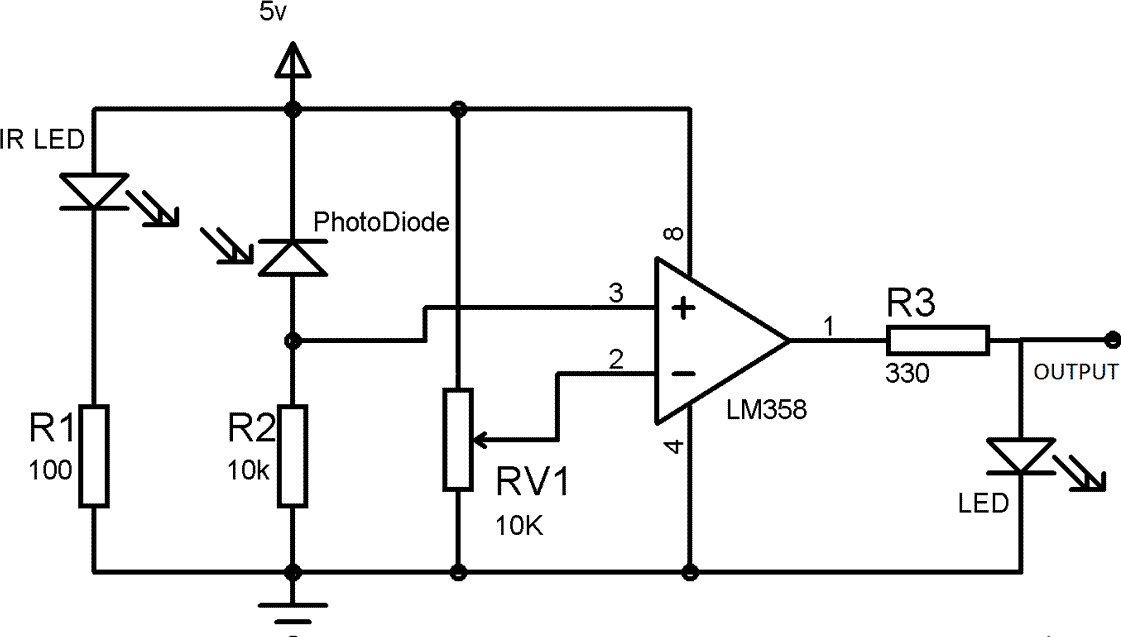 5v
IR LED
PhotoDiode
8
3
2
1
4
R3
330
OUTPUT
LM358
R1
100
R2
10k
RV1
10K
LED